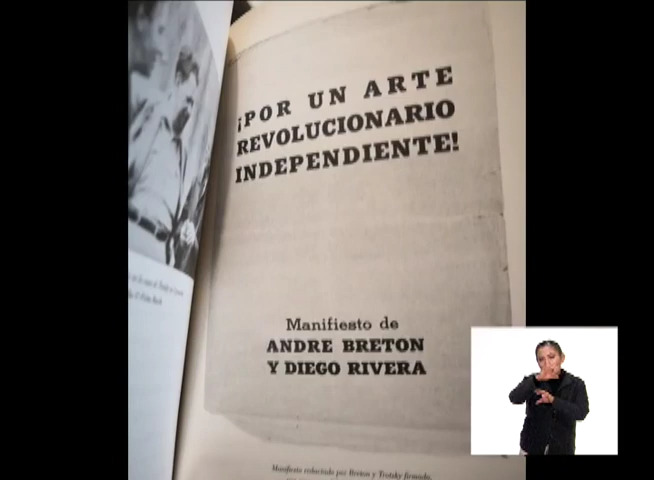 ¡POR UN ARTE
REVOLUCIONARIO
INDEPENDIENTE!
Manifiesto de
ANDRE BRETON
Y DIEGO RIVERA
Manifiesto redactado por Breton y Trotsky firmado